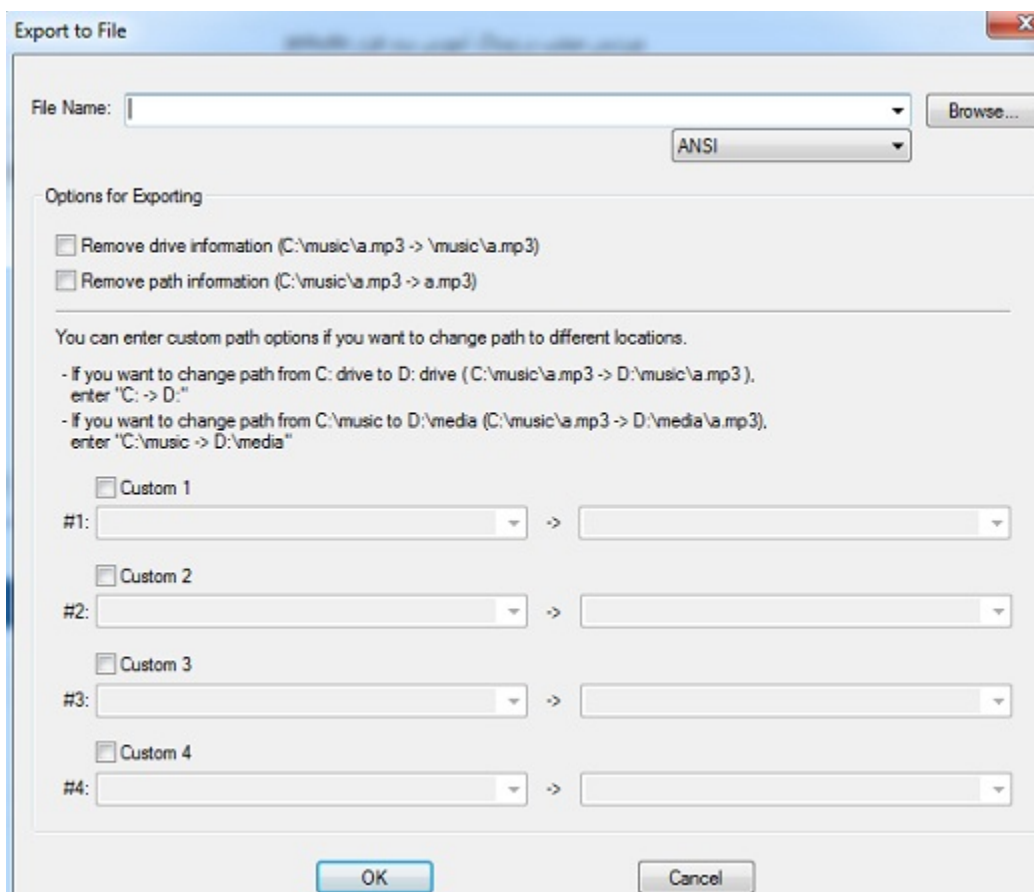 Export to File
File Name:
Browse...
ANSI
Options for Exporting
Remove drive information (C:\music\a.mp3 -> \music\a.mp3)
Remove path information (C:\music\a.mp3 -> a.mp3)
You can enter custom path options if you want to change path to different locations.
- If you want to change path from C: drive to D: drive ( C:\music\a.mp3 -> D:\music\a.mp3 ),
enter "C: -> D:"
- If you want to change path from C:\music to D:\media (C:\music\a.mp3 -> D:\media\a.mp3),
enter "C:\music -> D:\media"
Custom 1
#1: ->
Custom 2
#2: ->
Custom 3
#3: ->
Custom 4
#4: ->
OK Cancel